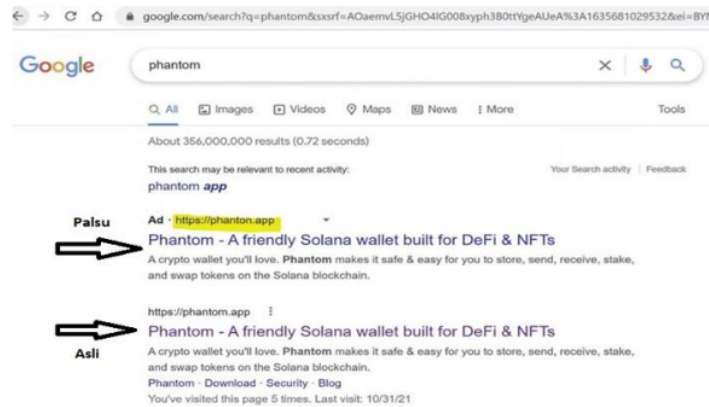 google.com/search?q=phantom&sxsrf=AOaemvL5jGHO4IG008xyph3B0ttYgeAUeA%3A1635681029532&ei=BYN
Google
phantom
All Images Videos Maps News More Tools
About 356,000,000 results (0.72 seconds)
This search may be relevant to recent activity: Your Search activity Feedback
phantom app
Palsu Ad · https://phanton.app
Phantom - A friendly Solana wallet built for DeFi & NFTs
A crypto wallet you'll love. Phantom makes it safe & easy for you to store, send, receive, stake,
and swap tokens on the Solana blockchain.
https://phantom.app
Phantom - A friendly Solana wallet built for DeFi & NFTs
Asli A crypto wallet you'll love. Phantom makes it safe & easy for you to store, send, receive, stake,
and swap tokens on the Solana blockchain.
Phantom · Download · Security · Blog
You've visited this page 5 times. Last visit: 10/31/21